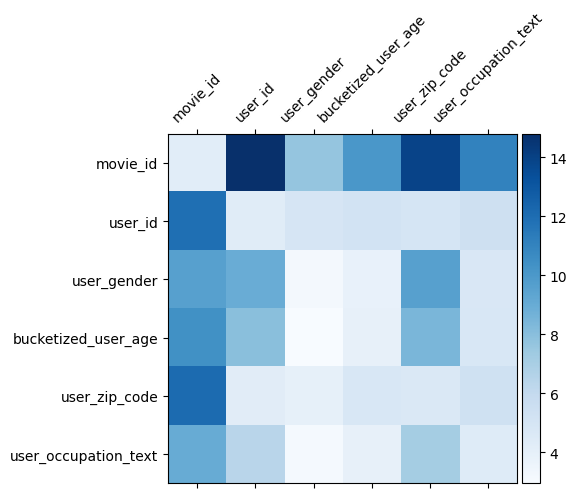 movie_id
user_id
user_gender
bucketized_user_age
user_zip_code
user_occupation_text
movie_id
user_id
user_gender
bucketized_user_age
user_zip_code
user_occupation_text
14
12
10
8
6
4